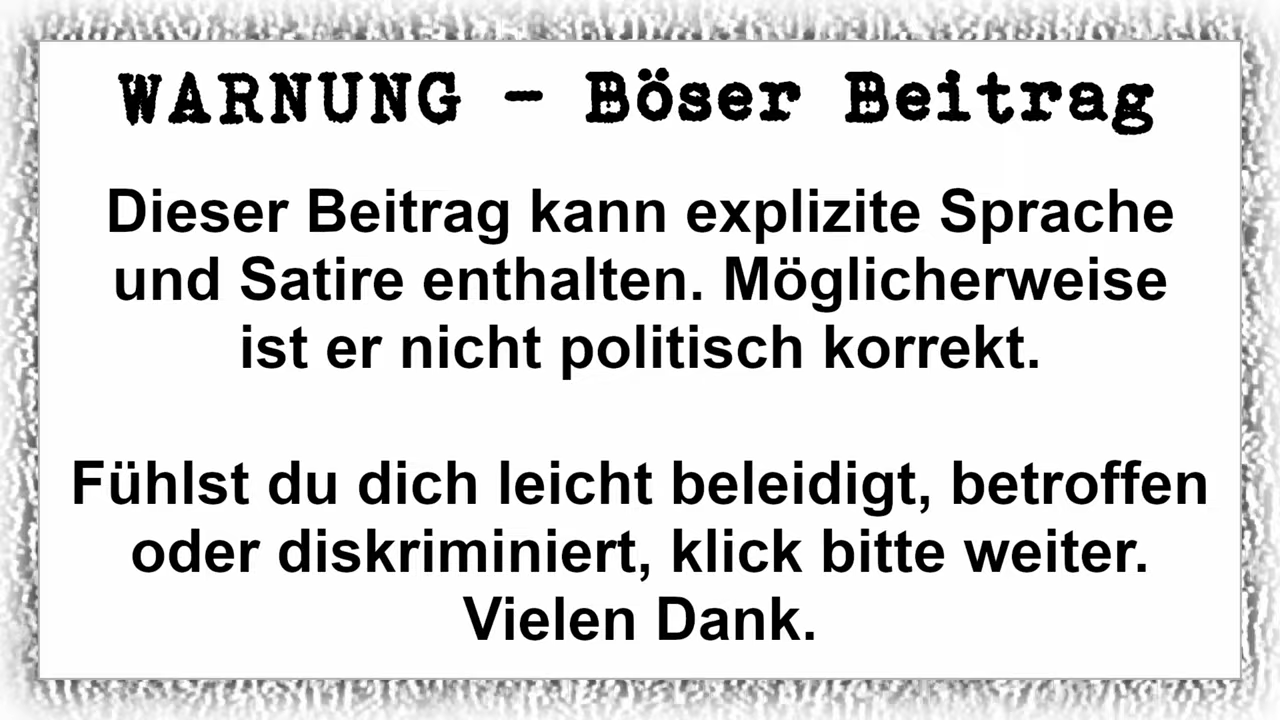 WARNUNG - Böser Beitrag
Dieser Beitrag kann explizite Sprache
und Satire enthalten. Möglicherweise
ist er nicht politisch korrekt.
Fühlst du dich leicht beleidigt, betroffen
oder diskriminiert, klick bitte weiter.
Vielen Dank.